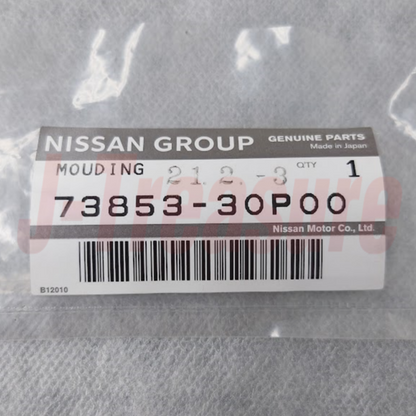 NISSAN GROUP GENUINE PARTS
Made in Japan
MOUDING 21.2.-3 QTY 1
73853-30P00
Nissan Motor Co., Ltd.
B12010
J-Treasure